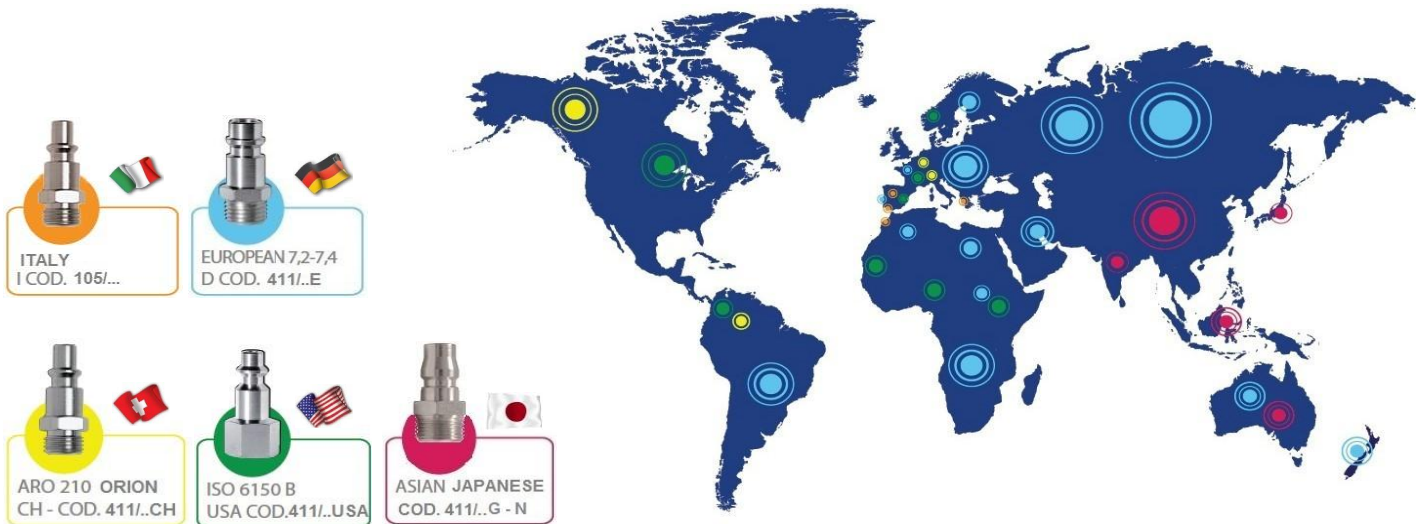 ITALY
I COD. 105/...
EUROPEAN 7,2-7,4
D COD. 411/..E
ARO 210 ORION
CH - COD. 411/..CH
ISO 6150 B
USA COD.411/..USA
ASIAN JAPANESE
COD. 411/..G - N